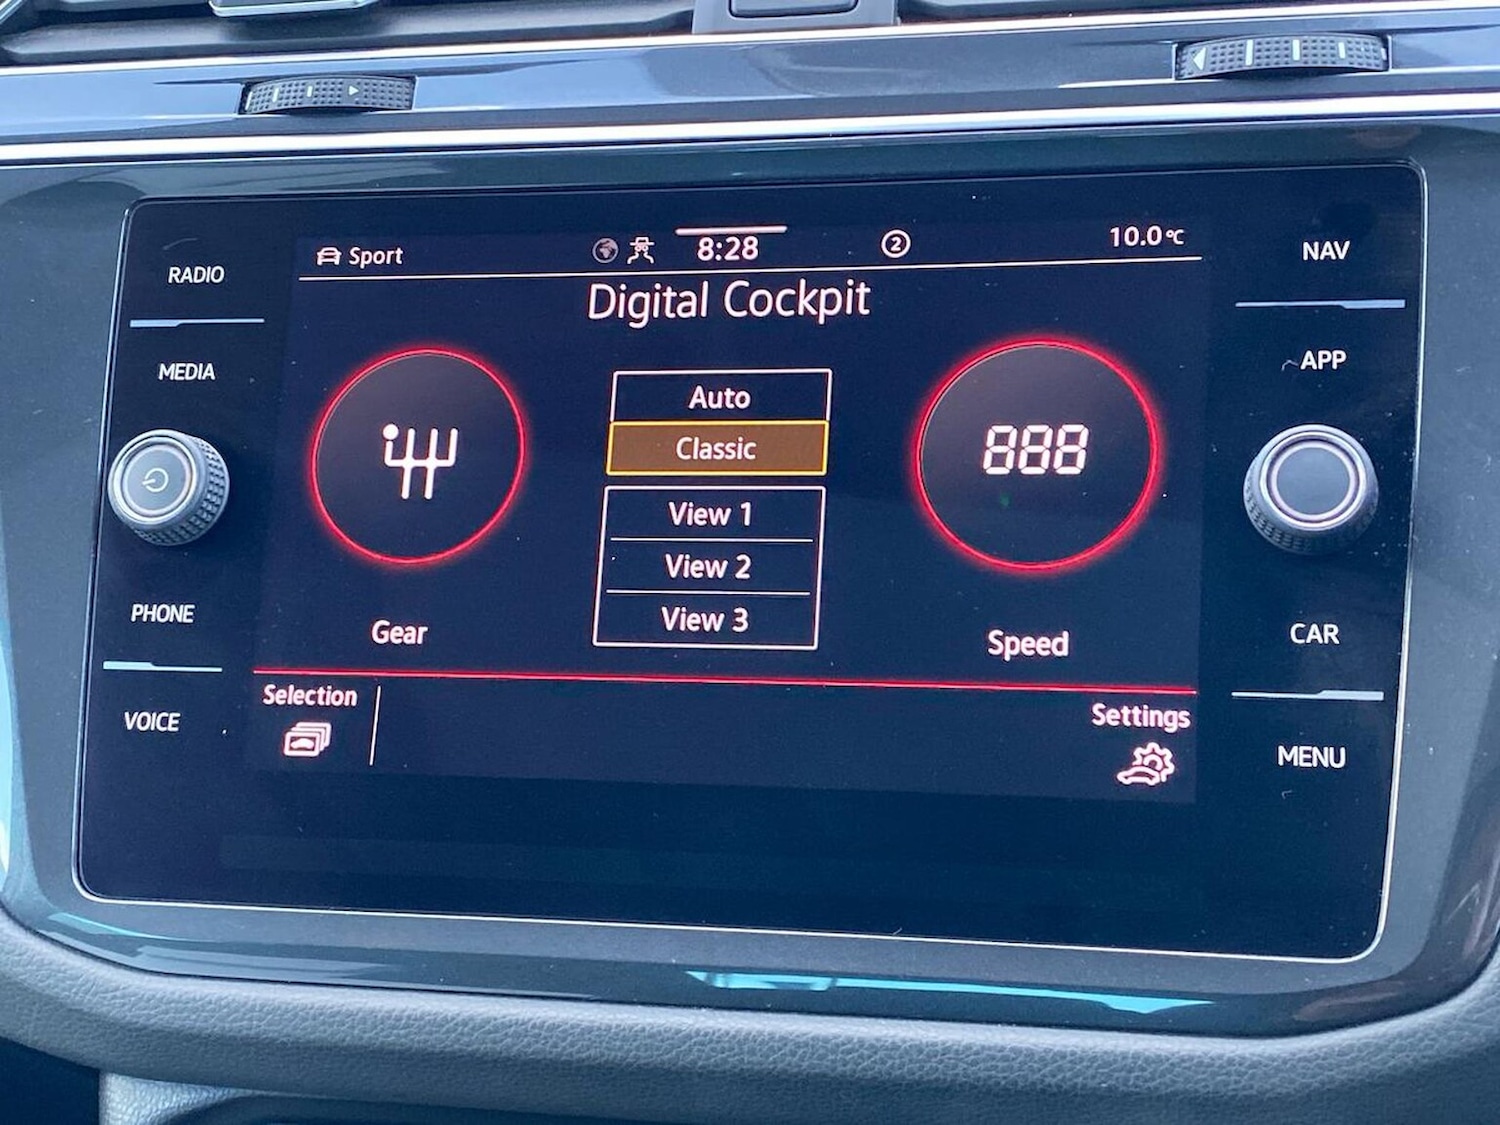 Sport
8:28
2
10.0°C
Digital Cockpit
RADIO
MEDIA
PHONE
VOICE
Auto
Classic
View 1
View 2
View 3
Gear
888
Speed
Selection
Settings
NAV
APP
CAR
MENU